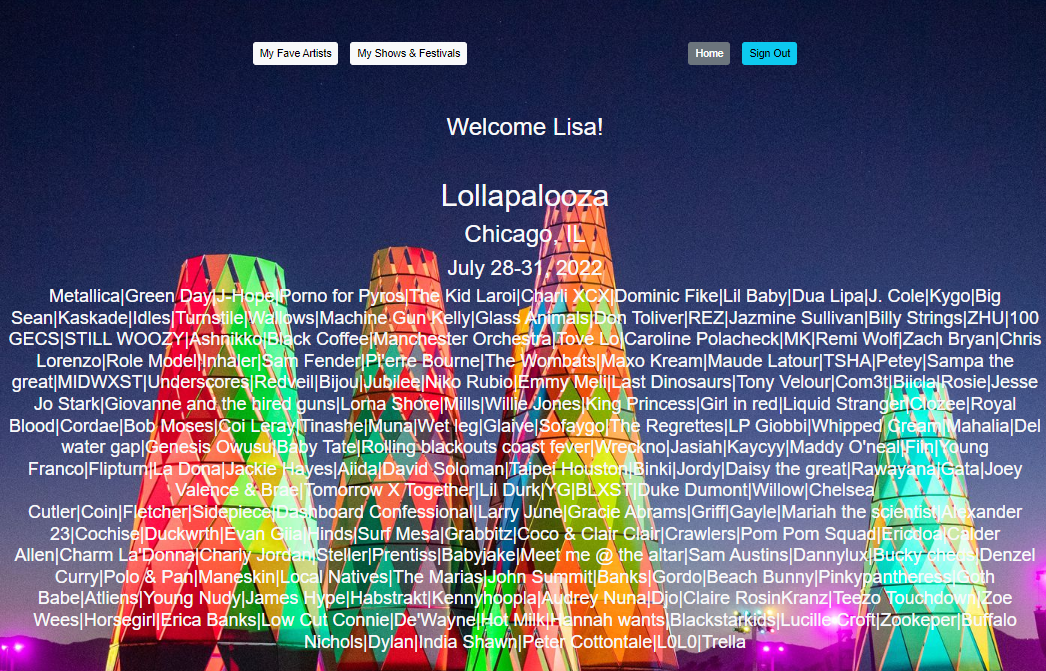 My Fave Artists My Shows & Festivals Home Sign Out
Welcome Lisa!
Lollapalooza
Chicago, IL
July 28-31, 2022
Metallica|Green Day|J-Hope|Porno for Pyros|The Kid Laroi|Charli XCX|Dominic Fike|Lil Baby|Dua Lipa|J. Cole|Kygo|Big
Sean|Kaskade|Idles|Turnstile|Wallows|Machine Gun Kelly|Glass Animals|Don Toliver|REZ|Jazmine Sullivan|Billy Strings|ZHU|100
GECS|STILL WOOZY|Ashnikko|Black Coffee|Manchester Orchestra|Tove Lo|Caroline Polacheck|MK|Remi Wolf|Zach Bryan|Chris
Lorenzo|Role Model|Inhaler|Sam Fender|Pi'erre Bourne|The Wombats|Maxo Kream|Maude Latour|TSHA|Petey|Sampa the
great|MIDWXST|Underscores|Redveil|Bijou|Jubilee|Niko Rubio|Emmy Meli|Last Dinosaurs|Tony Velour|Com3t|Biicla|Rosie|Jesse
Jo Stark|Giovanne and the hired guns|Lorna Shore|Mills|Willie Jones|King Princess|Girl in red|Liquid Stranger|Clozee|Royal
Blood|Cordae|Bob Moses|Coi Leray|Tinashe|Muna|Wet leg|Glaive|Sofaygo|The Regrettes|LP Giobbi|Whipped Cream|Mahalia|Del
water gap|Genesis Owusu|Baby Tate|Rolling blackouts coast fever|Wreckno|Jasiah|Kaycyy|Maddy O'neal|Fiin|Young
Franco|Flipturn|La Dona|Jackie Hayes|Aiida|David Soloman|Taipei Houston|Binki|Jordy|Daisy the great|Rawayana|Gata|Joey
Valence & Brae|Tomorrow X Together|Lil Durk|YG|BLXST|Duke Dumont|Willow|Chelsea
Cutler|Coin|Fletcher|Sidepiece|Dashboard Confessional|Larry June|Gracie Abrams|Griff|Gayle|Mariah the scientist|Alexander
23|Cochise|Duckwrth|Evan Giia|Hinds|Surf Mesa|Grabbitz|Coco & Clair Clair|Crawlers|Pom Pom Squad|Ericdoa|Calder
Allen|Charm La'Donna|Charly Jordan|Steller|Prentiss|Babyjake|Meet me @ the altar|Sam Austins|Dannylux|Bucky cheds|Denzel
Curry|Polo & Pan|Maneskin|Local Natives|The Marias|John Summit|Banks|Gordo|Beach Bunny|Pinkypantheress|Goth
Babe|Atliens|Young Nudy|James Hype|Habstrakt|Kennyhoopla|Audrey Nuna|Djo|Claire RosinKranz|Teezo Touchdown|Zoe
Wees|Horsegirl|Erica Banks|Low Cut Connie|De'Wayne|Hot Milk|Hannah wants|Blackstarkids|Lucille Croft|Zookeper|Buffalo
Nichols|Dylan|India Shawn|Peter Cottontale|L0L0|Trella